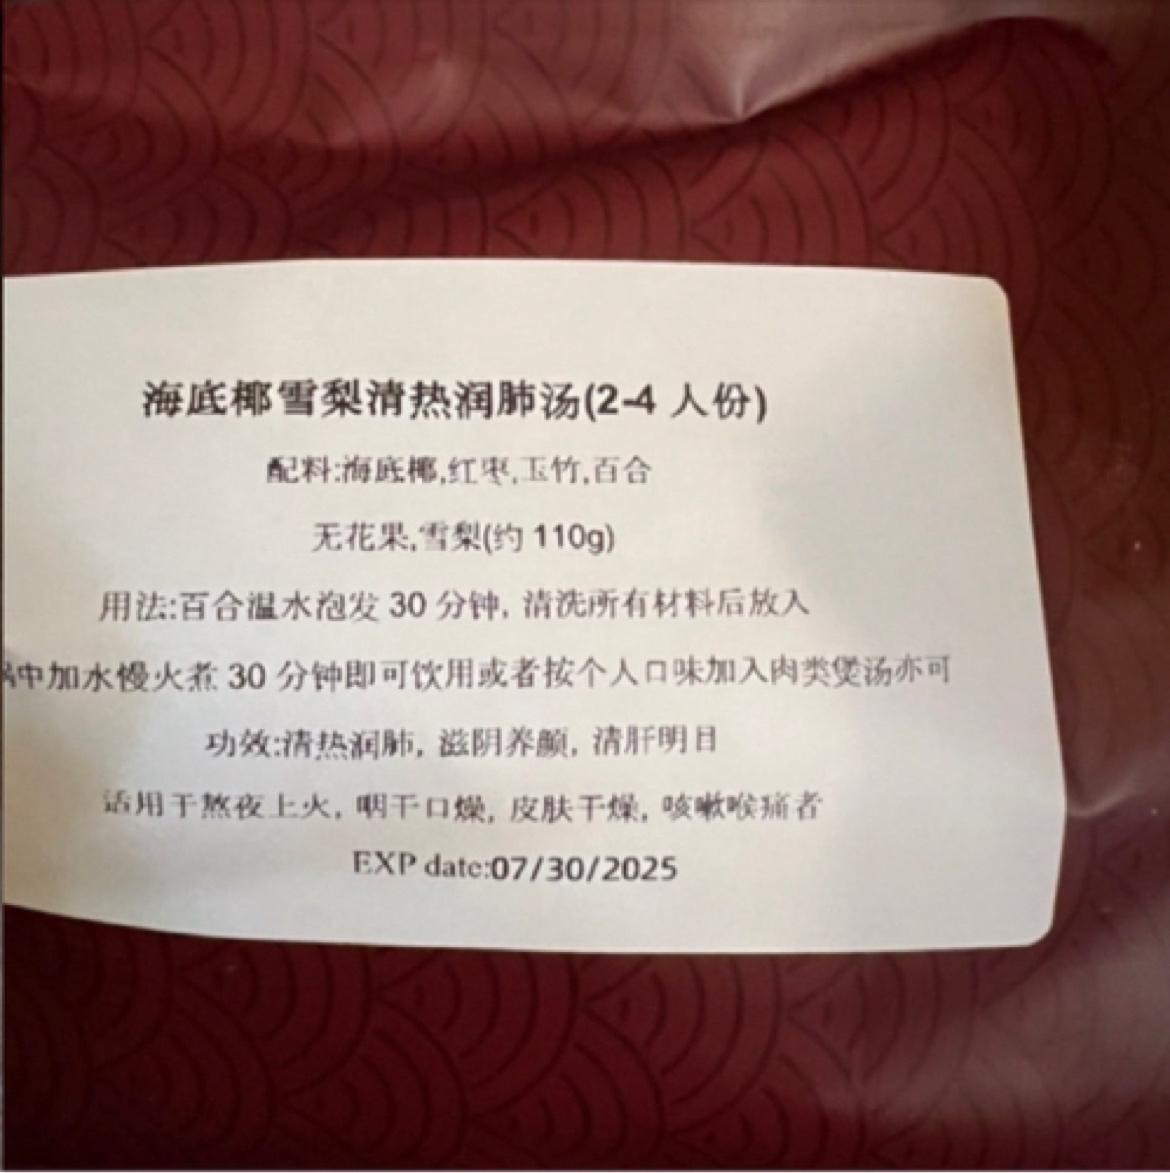 海底椰雪梨清热润肺汤(2-4 人份)
配料:海底椰,红枣,玉竹,百合
无花果,雪梨(约 110g)
用法:百合温水泡发 30 分钟, 清洗所有材料后放入
中加水慢火煮 30 分钟即可饮用或者按个人口味加入肉类煲汤亦可
功效:清热润肺, 滋阴养颜, 清肝明目
适用于熬夜上火, 咽干口燥, 皮肤干燥, 咳嗽喉痛者
EXP date:07/30/2025